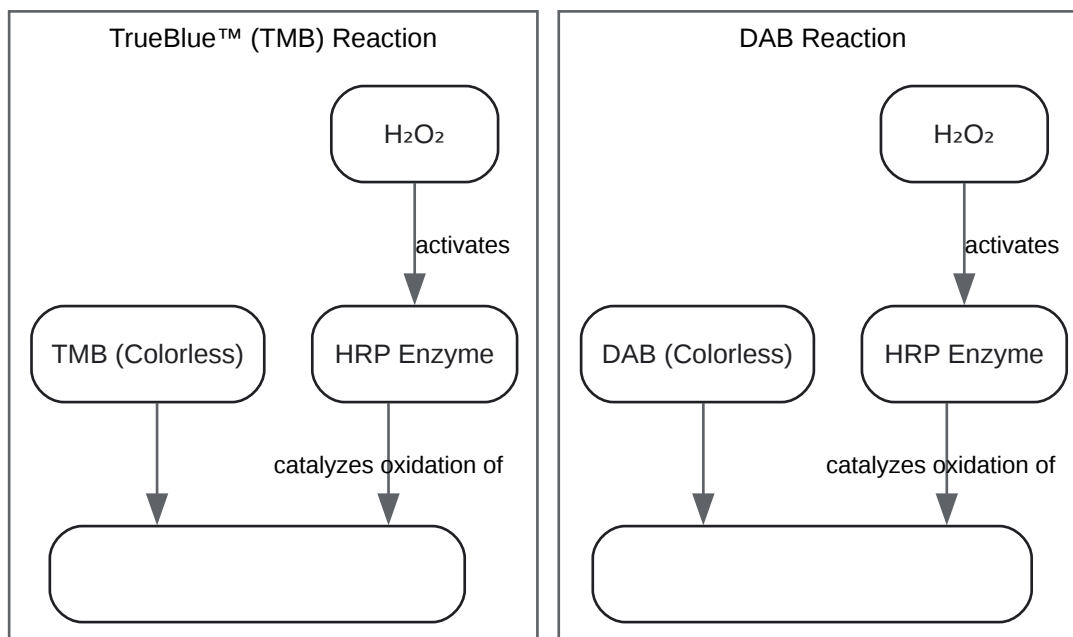 TrueBlue™ (TMB) Reaction
H₂O₂
activates
TMB (Colorless)
HRP Enzyme
catalyzes oxidation of
DAB Reaction
H₂O₂
activates
DAB (Colorless)
HRP Enzyme
catalyzes oxidation of